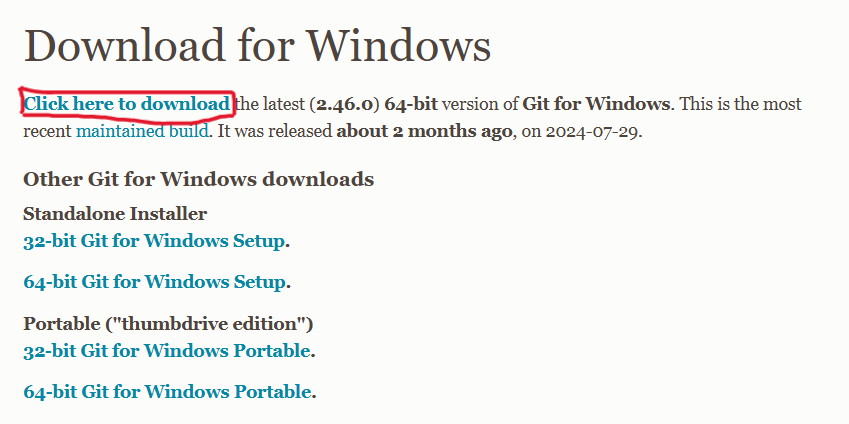 Download for Windows
Click here to download the latest (2.46.0) 64-bit version of Git for Windows. This is the most
recent maintained build. It was released about 2 months ago, on 2024-07-29.
Other Git for Windows downloads
Standalone Installer
32-bit Git for Windows Setup.
64-bit Git for Windows Setup.
Portable ("thumbdrive edition")
32-bit Git for Windows Portable.
64-bit Git for Windows Portable.